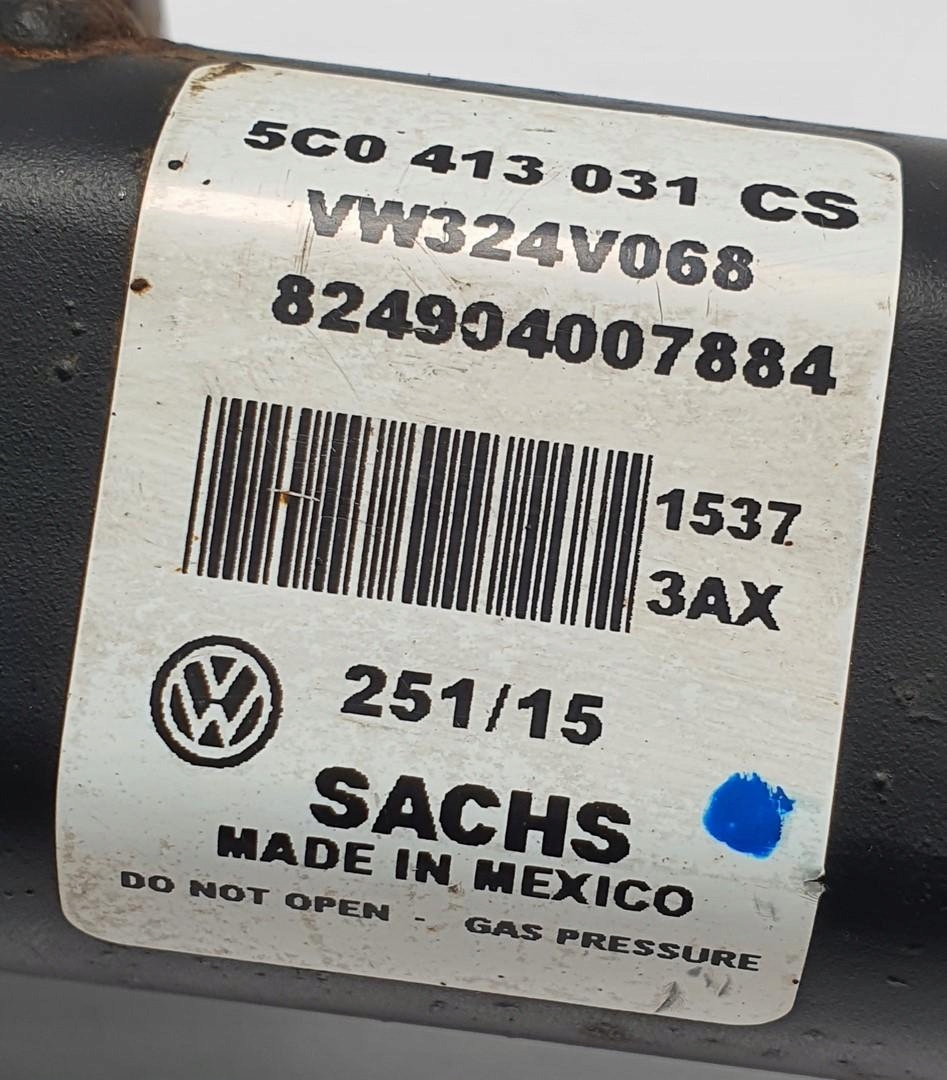 5C0 413 031 CS
VW324V068
824904007884
1537
3AX
VW
251/15
SACHS
MADE IN MEXICO
DO NOT OPEN - GAS PRESSURE